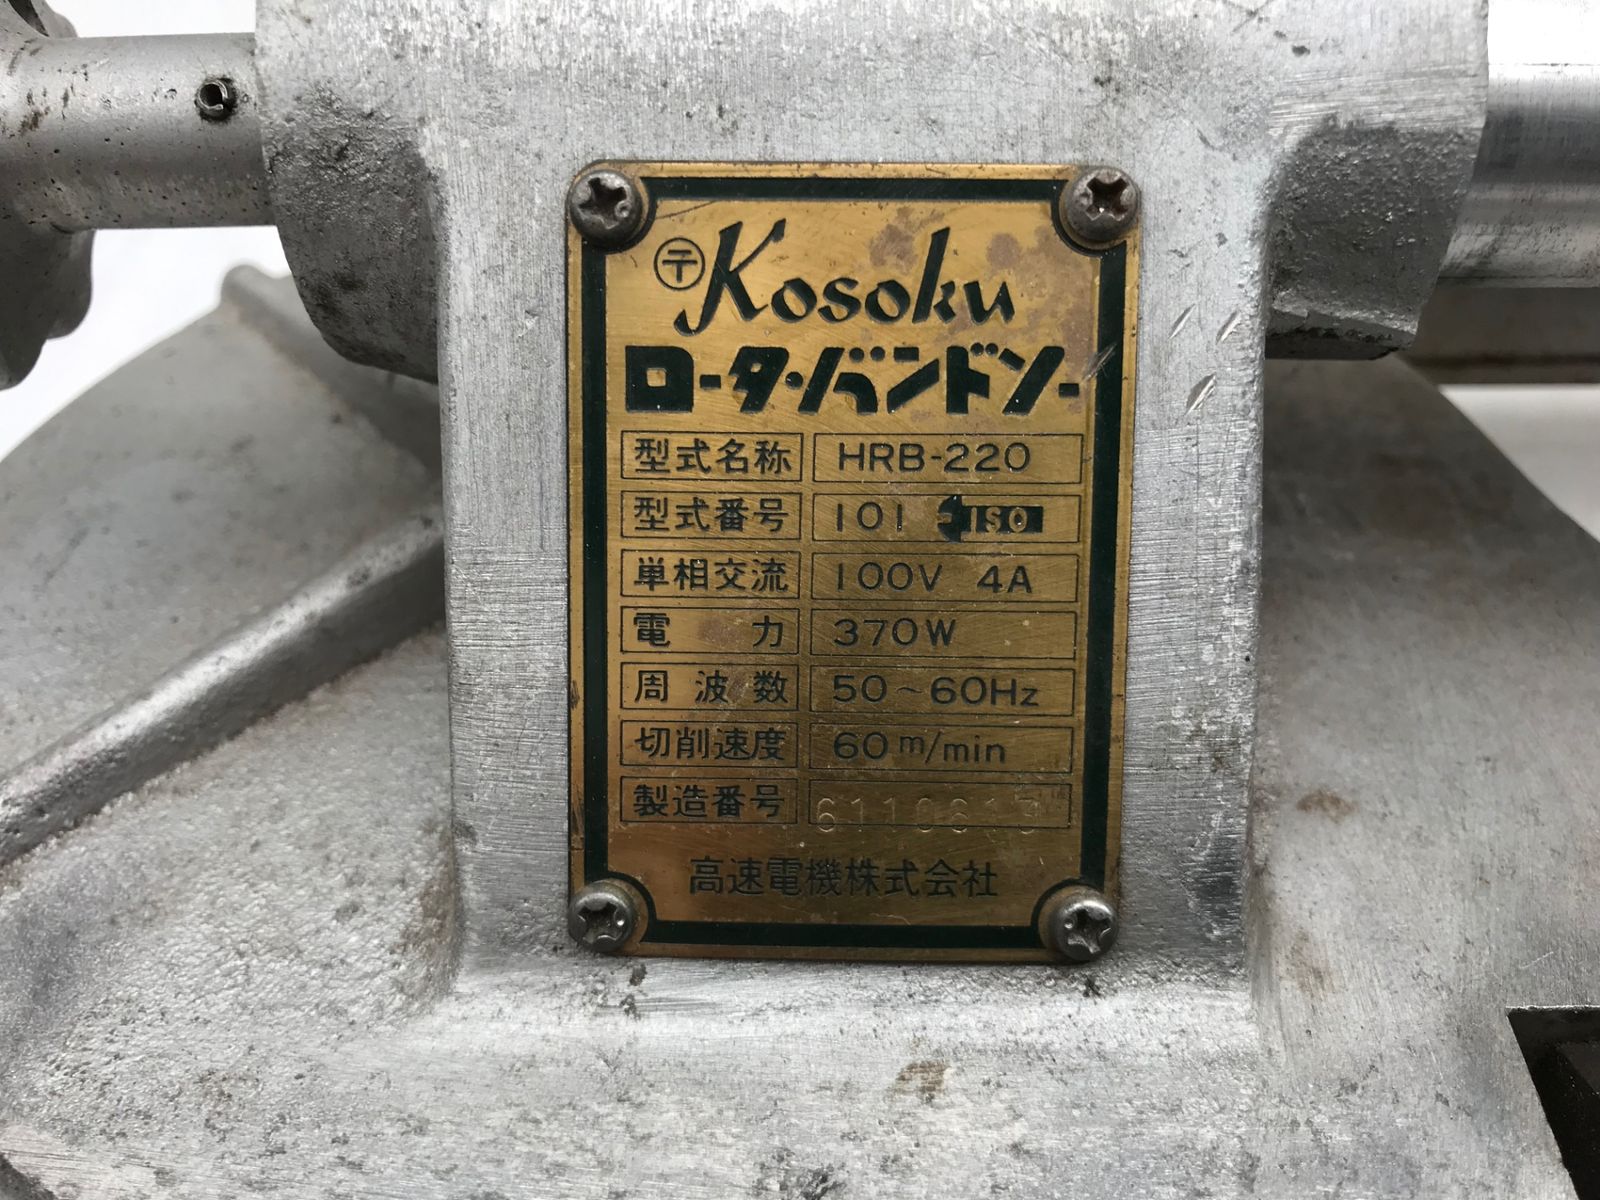 〒 Kosoku
ロータ・バンドソー
型式名称 HRB-220
型式番号 101 ISO
単相交流 100V 4A
電力 370W
周波数 50~60Hz
切削速度 60m/min
製造番号 6110613
高速電機株式会社